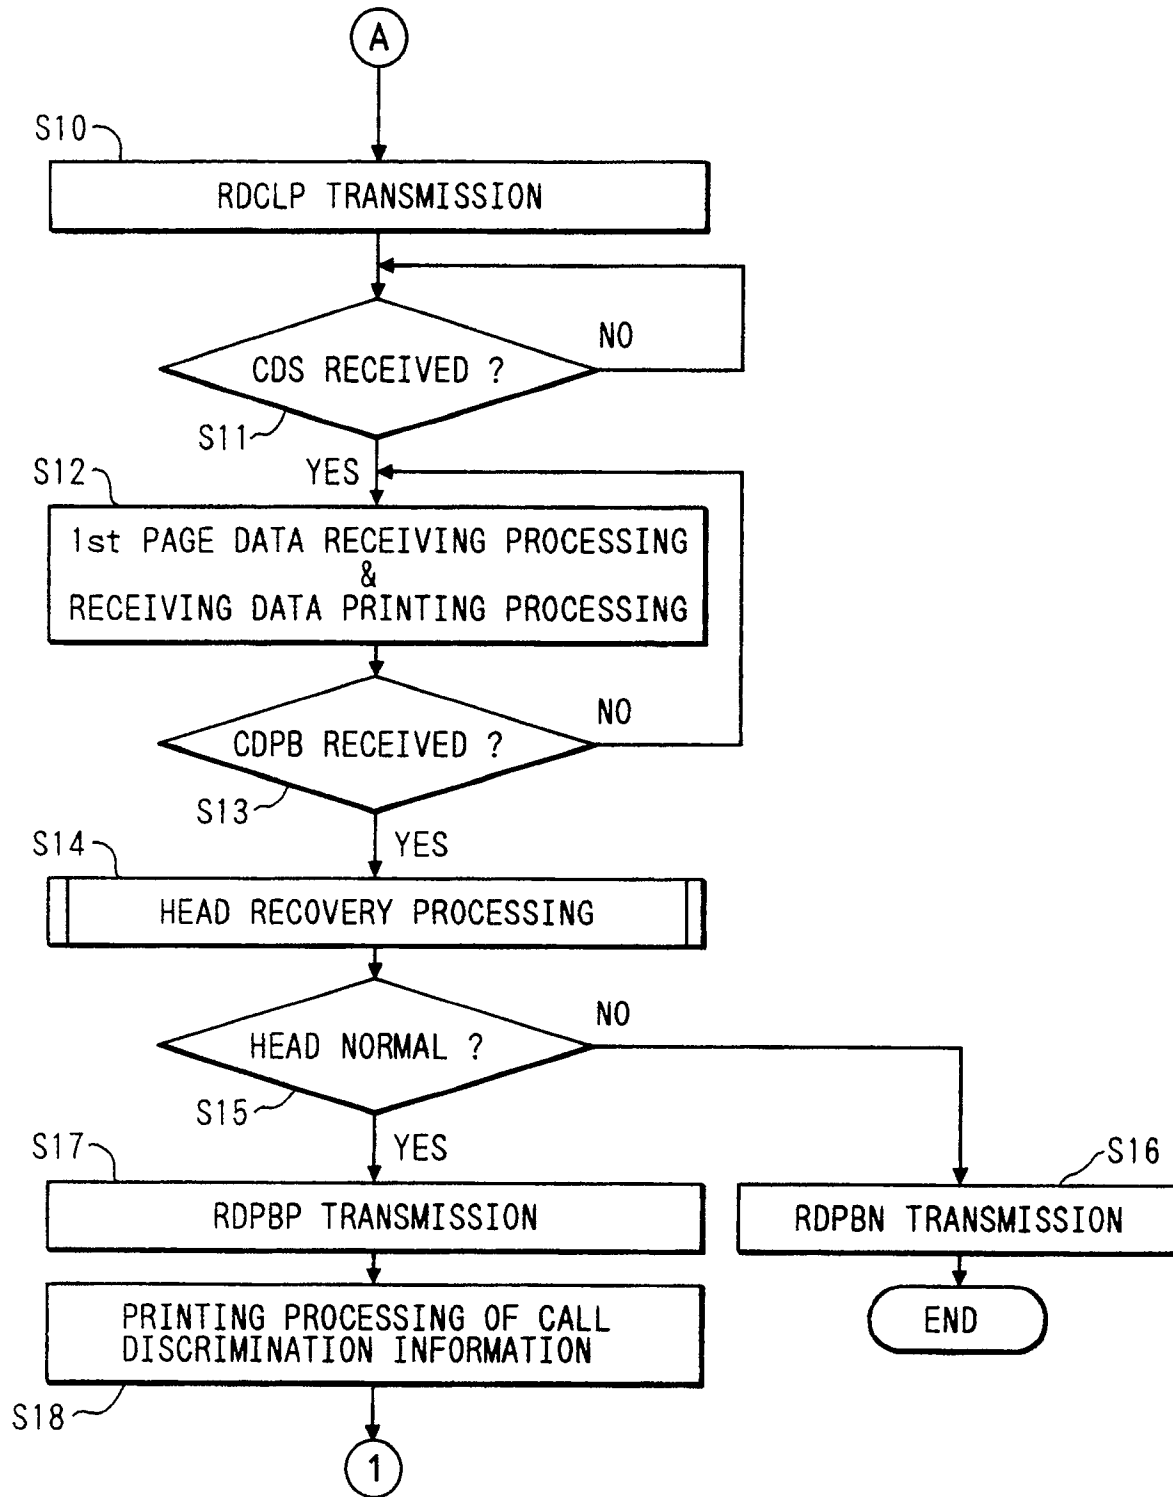 A
S10
RDCLP TRANSMISSION
NO
CDS RECEIVED ?
S11
YES
S12
1st PAGE DATA RECEIVING PROCESSING
&
RECEIVING DATA PRINTING PROCESSING
NO
CDPB RECEIVED ?
S13
YES
S14
HEAD RECOVERY PROCESSING
NO
HEAD NORMAL ?
S15
YES
S17
S16
RDPBP TRANSMISSION
RDPBN TRANSMISSION
PRINTING PROCESSING OF CALL
DISCRIMINATION INFORMATION
END
S18
1